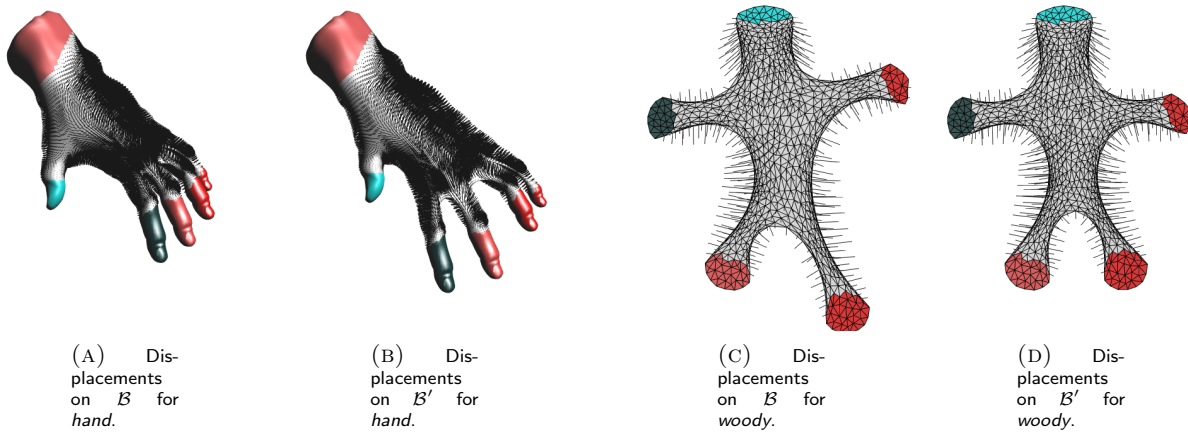 (A) Dis-
placements
on B for
hand.
(B) Dis-
placements
on B′ for
hand.
(C) Dis-
placements
on B for
woody.
(D) Dis-
placements
on B′ for
woody.